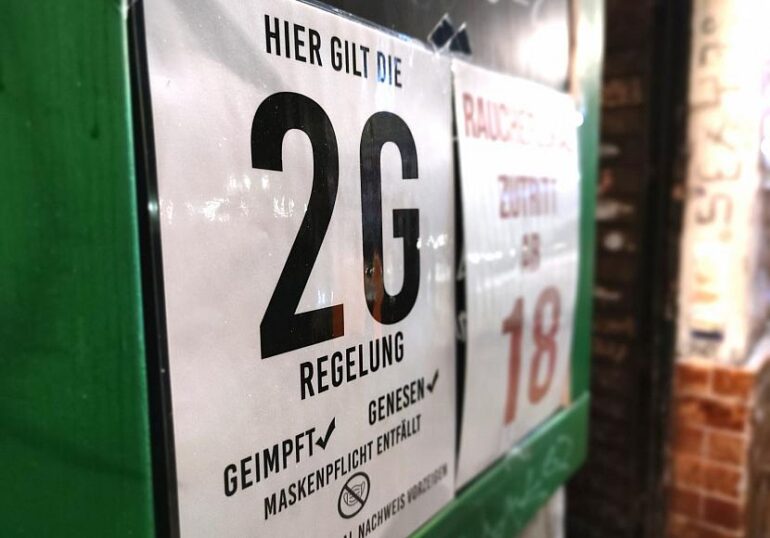 HIER GILT DIE
2G
REGELUNG
GEIMPFT✓ GENESEN✓
MASKENPFLICHT ENTFÄLLT
NACHWEIS VORZEIGEN
ZUTRITT
AB
18